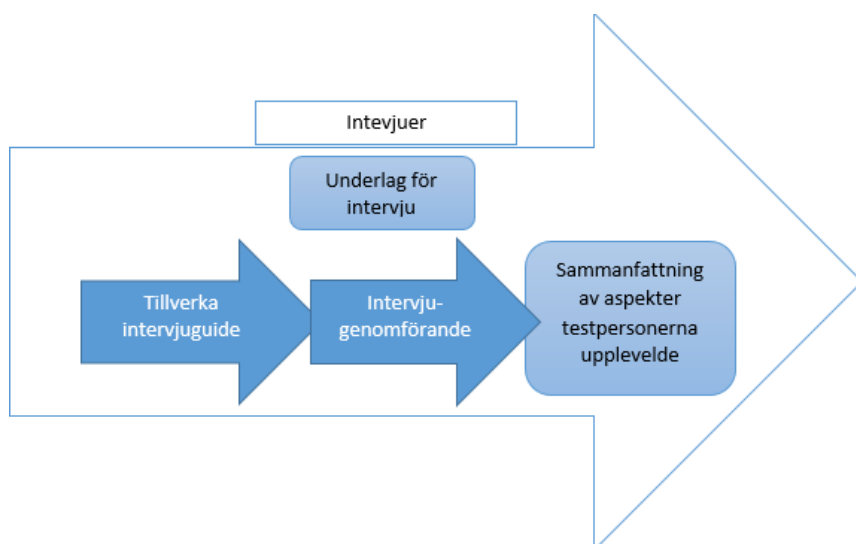 Intevjuer
Underlag för
intervju
Tillverka
intervjuguide
Intervju-
genomförande
Sammanfattning
av aspekter
testpersonerna
upplevelde